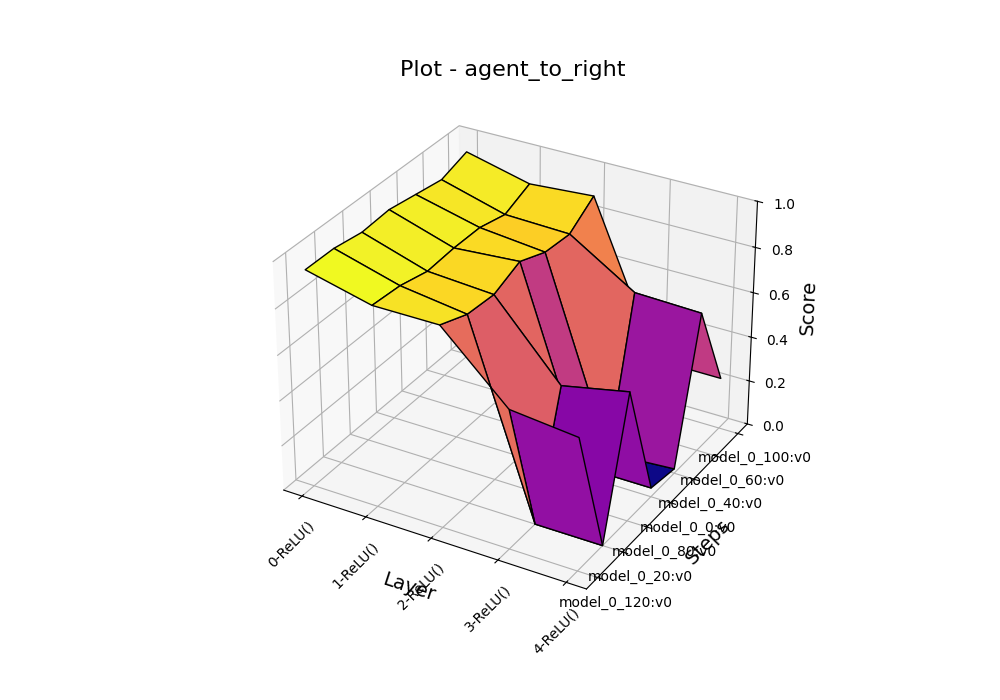 Plot - agent_to_right
1.0
0.8
0.6
0.4
0.2
0.0
Score
model_0_100:v0
model_0_60:v0
model_0_40:v0
model_0_0:v0
model_0_80:v0
model_0_20:v0
model_0_120:v0
Steps
0-ReLU()
1-ReLU()
2-ReLU()
3-ReLU()
4-ReLU()
Layer